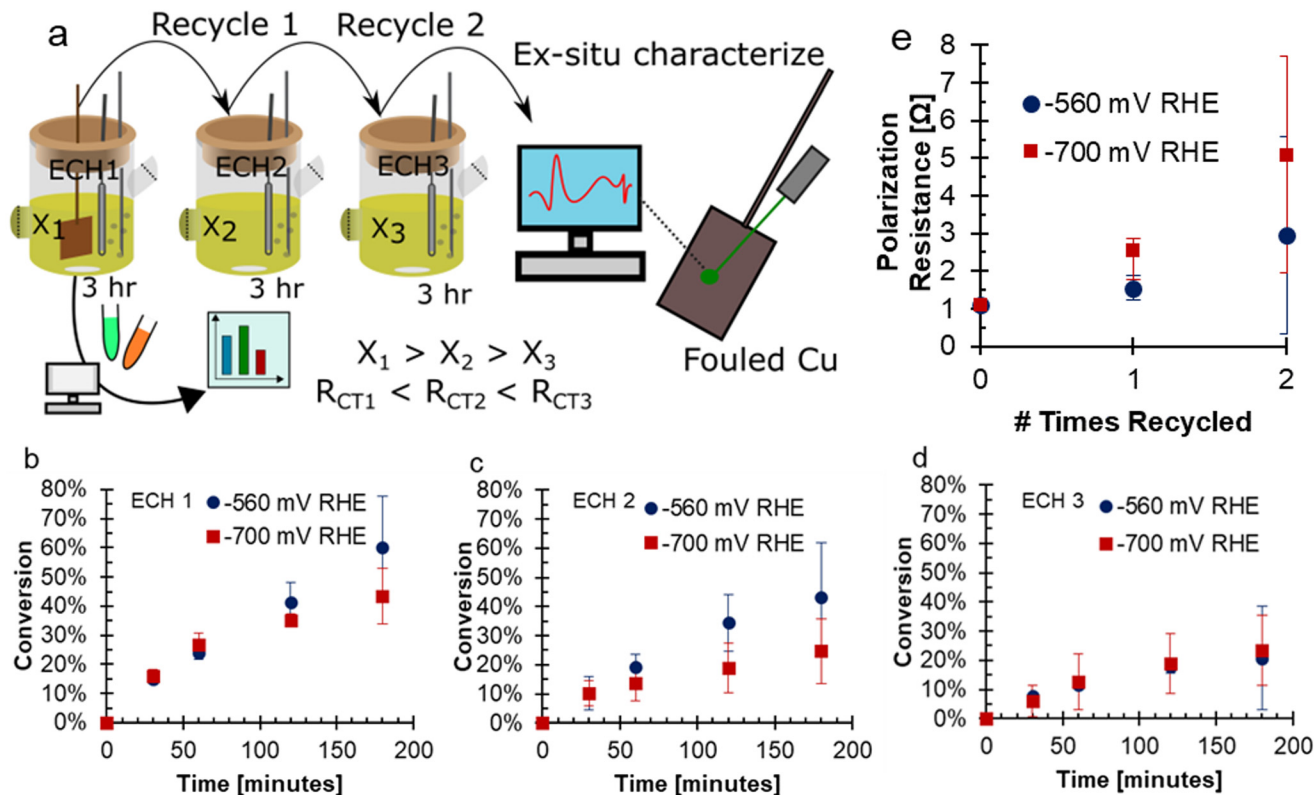 a
Recycle 1
Recycle 2
Ex-situ characterize
ECH1
ECH2
ECH3
X₁
X₂
X₃
3 hr
3 hr
3 hr
X₁ > X₂ > X₃
R_CT1 < R_CT2 < R_CT3
Fouled Cu
e
Polarization
Resistance [Ω]
8
7
6
5
4
3
2
1
0
-560 mV RHE
-700 mV RHE
0
1
2
# Times Recycled
b
ECH 1
-560 mV RHE
-700 mV RHE
Conversion
80%
70%
60%
50%
40%
30%
20%
10%
0%
0
50
100
150
200
Time [minutes]
c
ECH 2
-560 mV RHE
-700 mV RHE
Conversion
80%
70%
60%
50%
40%
30%
20%
10%
0%
0
50
100
150
200
Time [minutes]
d
ECH 3
-560 mV RHE
-700 mV RHE
Conversion
80%
70%
60%
50%
40%
30%
20%
10%
0%
0
50
100
150
200
Time [minutes]